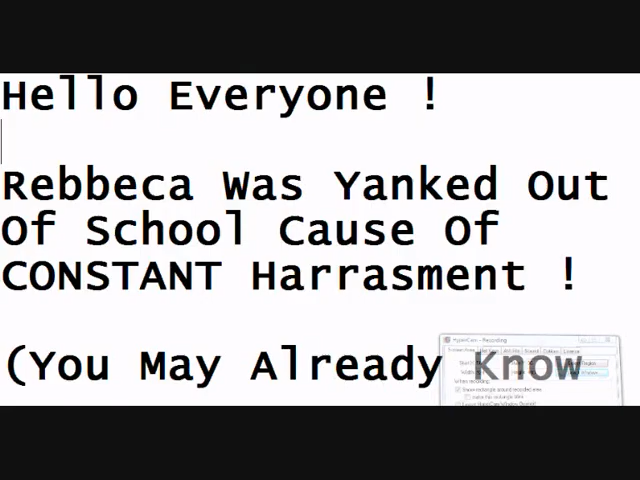 Hello Everyone !
Rebbeca Was Yanked Out
Of School Cause Of
CONSTANT Harrasment !
(You May Already Know